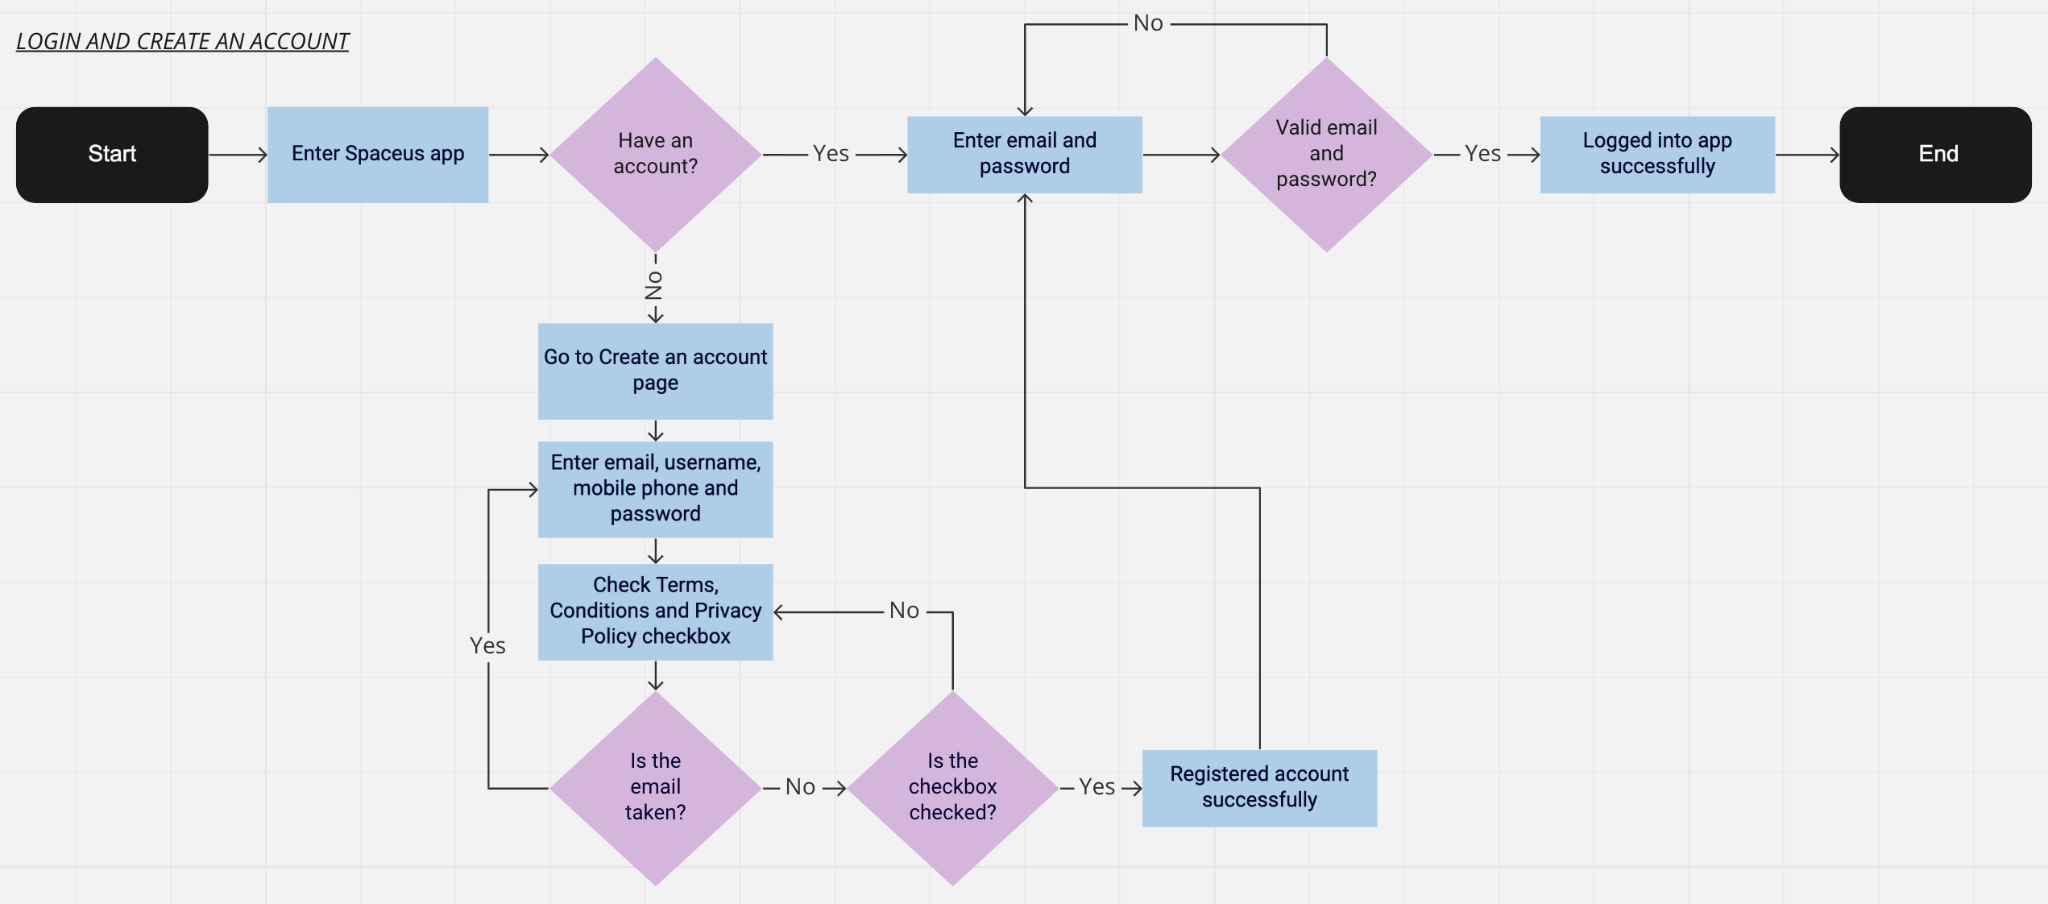 LOGIN AND CREATE AN ACCOUNT
No
Start
Enter Spaceus app
Have an
account?
Yes
Enter email and
password
Valid email
and
password?
Yes
Logged into app
successfully
End
No
Go to Create an account
page
Enter email, username,
mobile phone and
password
Check Terms,
Conditions and Privacy
Policy checkbox
No
Yes
Is the
email
taken?
No
Is the
checkbox
checked?
Yes
Registered account
successfully